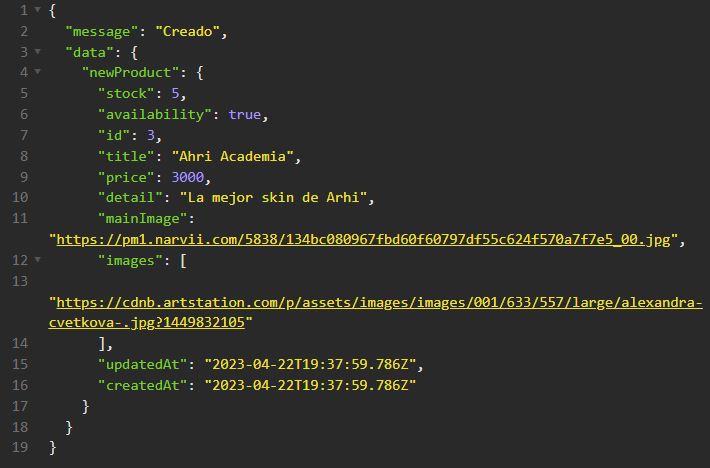 1 {
2 "message": "Creado",
3 "data": {
4 "newProduct": {
5 "stock": 5,
6 "availability": true,
7 "id": 3,
8 "title": "Ahri Academia",
9 "price": 3000,
10 "detail": "La mejor skin de Arhi",
11 "mainImage":
"https://pm1.narvii.com/5838/134bc080967fbd60f60797df55c624f570a7f7e5_00.jpg",
12 "images": [
13
"https://cdnb.artstation.com/p/assets/images/images/001/633/557/large/alexandra-
cvetkova-.jpg?1449832105"
14 ],
15 "updatedAt": "2023-04-22T19:37:59.786Z",
16 "createdAt": "2023-04-22T19:37:59.786Z"
17 }
18 }
19 }